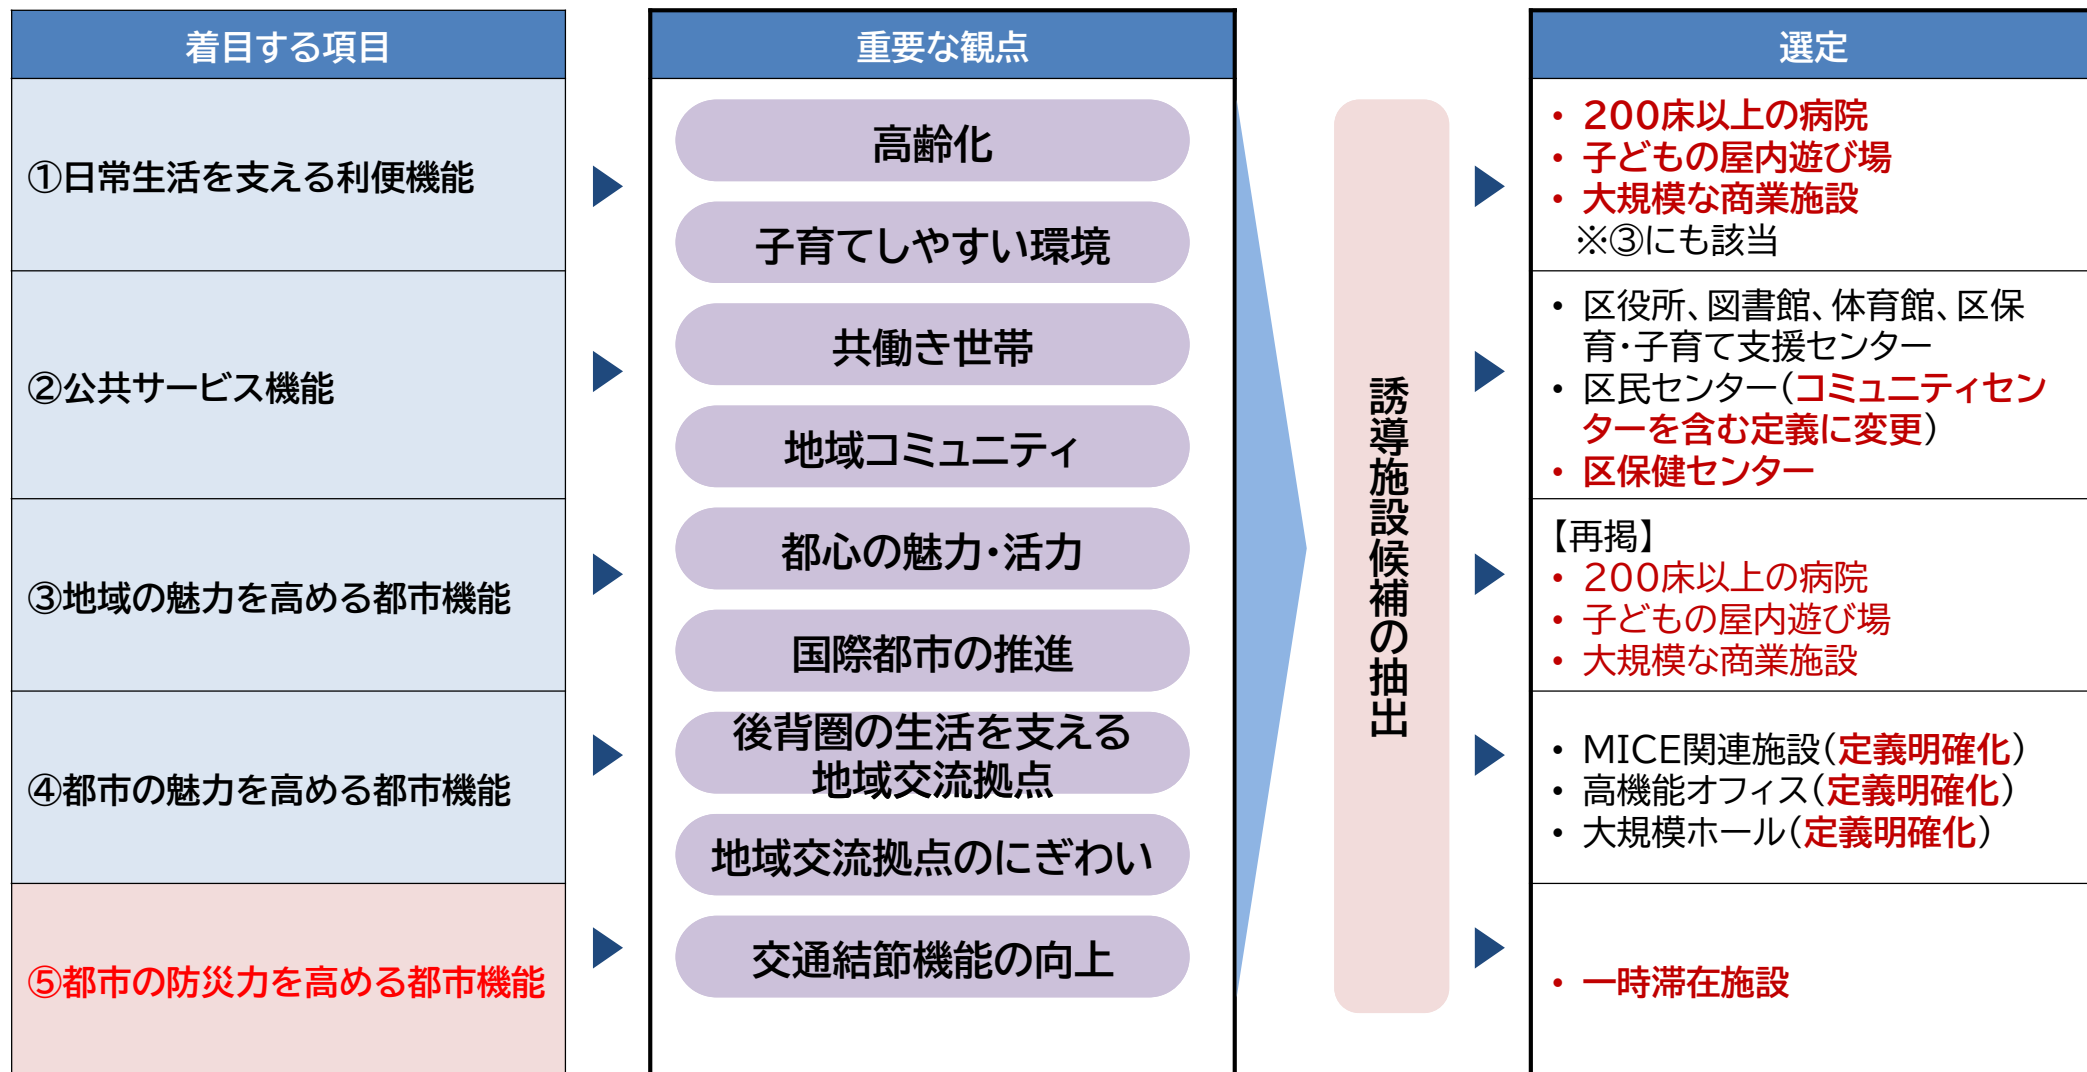 着目する項目
①日常生活を支える利便機能
②公共サービス機能
③地域の魅力を高める都市機能
④都市の魅力を高める都市機能
⑤都市の防災力を高める都市機能
重要な観点
高齢化
子育てしやすい環境
共働き世帯
地域コミュニティ
都心の魅力・活力
国際都市の推進
後背圏の生活を支える
地域交流拠点
地域交流拠点のにぎわい
交通結節機能の向上
誘導施設候補の抽出
選定
• 200床以上の病院
• 子どもの屋内遊び場
• 大規模な商業施設
※③にも該当
• 区役所、図書館、体育館、区保
育・子育て支援センター
• 区民センター（コミュニティセン
ターを含む定義に変更）
• 区保健センター
【再掲】
• 200床以上の病院
• 子どもの屋内遊び場
• 大規模な商業施設
• MICE関連施設（定義明確化）
• 高機能オフィス（定義明確化）
• 大規模ホール（定義明確化）
• 一時滞在施設